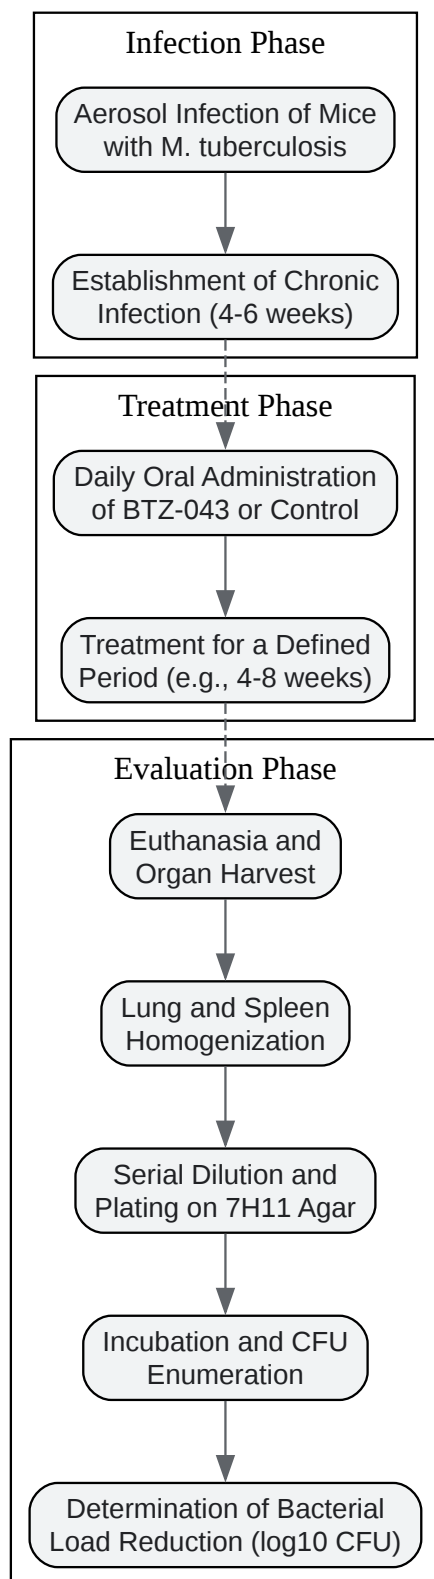 Infection Phase
Aerosol Infection of Mice
with M. tuberculosis
Establishment of Chronic
Infection (4-6 weeks)
Treatment Phase
Daily Oral Administration
of BTZ-043 or Control
Treatment for a Defined
Period (e.g., 4-8 weeks)
Evaluation Phase
Euthanasia and
Organ Harvest
Lung and Spleen
Homogenization
Serial Dilution and
Plating on 7H11 Agar
Incubation and CFU
Enumeration
Determination of Bacterial
Load Reduction (log10 CFU)